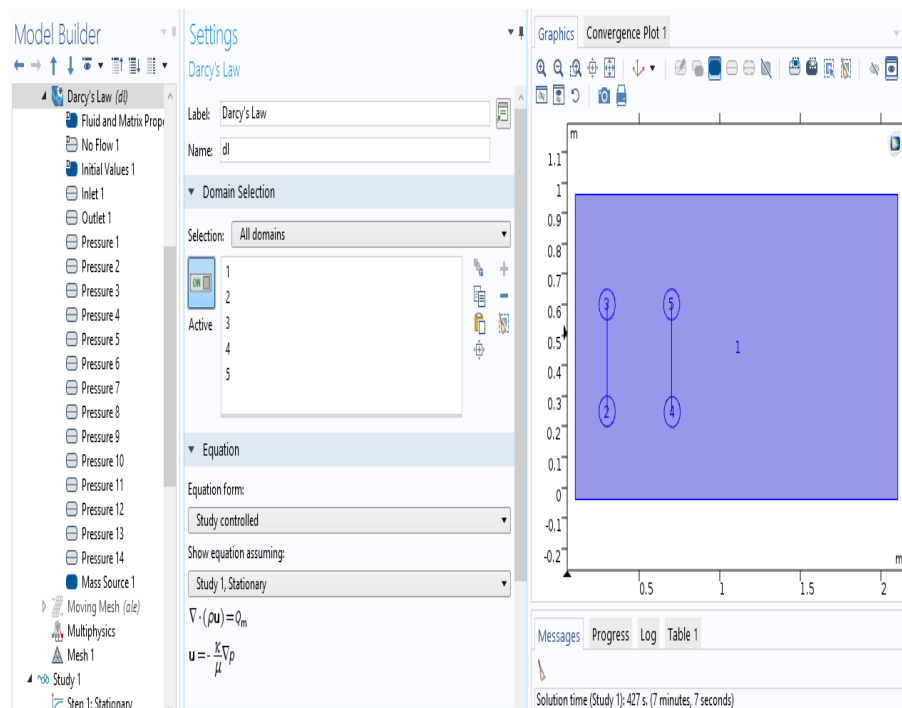 Model Builder
Darcy's Law (dl)
Fluid and Matrix Prope
No Flow 1
Initial Values 1
Inlet 1
Outlet 1
Pressure 1
Pressure 2
Pressure 3
Pressure 4
Pressure 5
Pressure 6
Pressure 7
Pressure 8
Pressure 9
Pressure 10
Pressure 11
Pressure 12
Pressure 13
Pressure 14
Mass Source 1
Moving Mesh (ale)
Multiphysics
Mesh 1
Study 1
Step 1: Stationary
Settings
Darcy's Law
Label: Darcy's Law
Name: dl
Domain Selection
Selection: All domains
ON
Active
1
2
3
4
5
Equation
Equation form:
Study controlled
Show equation assuming:
Study 1, Stationary
∇·(ρu)=Qm
u=-κ/μ∇p
Graphics Convergence Plot 1
m
1.1
1
0.9
0.8
0.7
0.6
0.5
0.4
0.3
0.2
0.1
0
-0.1
-0.2
3 5
1
2 4
m
0.5 1 1.5 2
Messages Progress Log Table 1
Solution time (Study 1): 427 s. (7 minutes, 7 seconds)